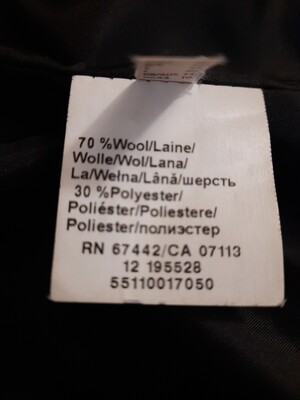 70 %Wool/Laine/
Wolle/Wol/Lana/
La/Wełna/Lână/шерсть
30 %Polyester/
Poliéster/Poliestere/
Poliester/полиэстер
RN 67442/CA 07113
12 195528
55110017050